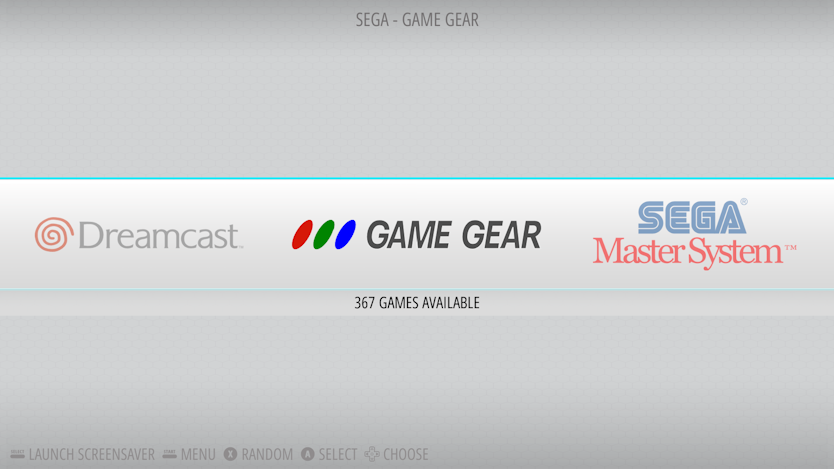 SEGA - GAME GEAR
Dreamcast™
GAME GEAR
SEGA®
Master System™
367 GAMES AVAILABLE
SELECT LAUNCH SCREENSAVER START MENU X RANDOM A SELECT CHOOSE